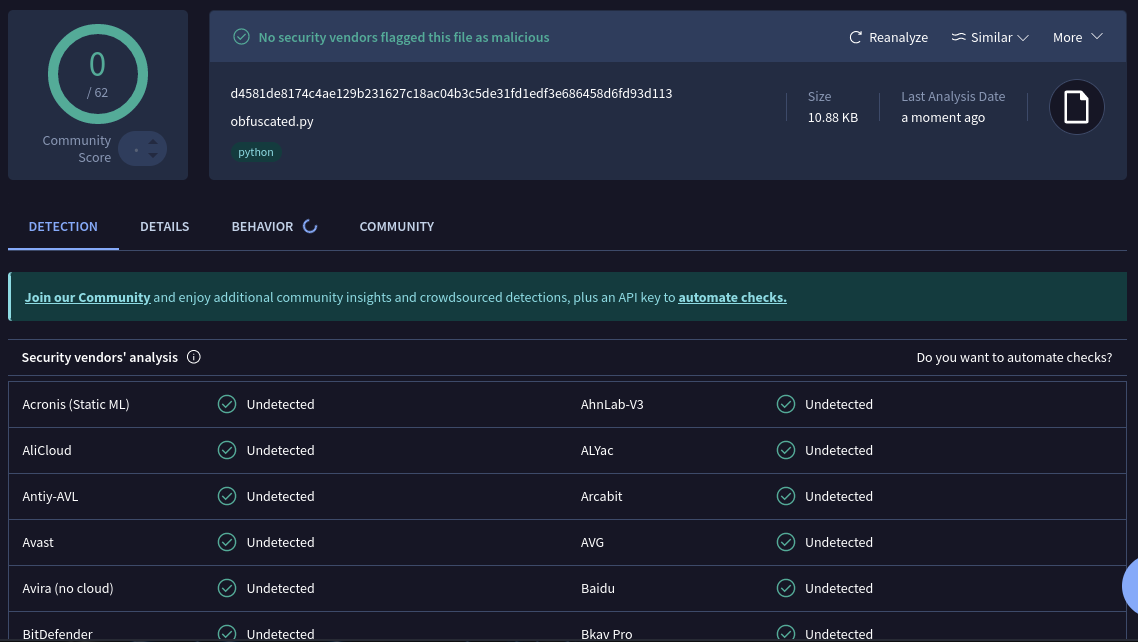 0
/ 62
Community
Score
No security vendors flagged this file as malicious
Reanalyze
Similar
More
d4581de8174c4ae129b231627c18ac04b3c5de31fd1edf3e686458d6fd93d113
obfuscated.py
python
Size
10.88 KB
Last Analysis Date
a moment ago
DETECTION
DETAILS
BEHAVIOR
COMMUNITY
Join our Community and enjoy additional community insights and crowdsourced detections, plus an API key to automate checks.
Security vendors' analysis
Do you want to automate checks?
Acronis (Static ML) Undetected AhnLab-V3 Undetected
AliCloud Undetected ALYac Undetected
Antiy-AVL Undetected Arcabit Undetected
Avast Undetected AVG Undetected
Avira (no cloud) Undetected Baidu Undetected
BitDefender Undetected Bkav Pro Undetected